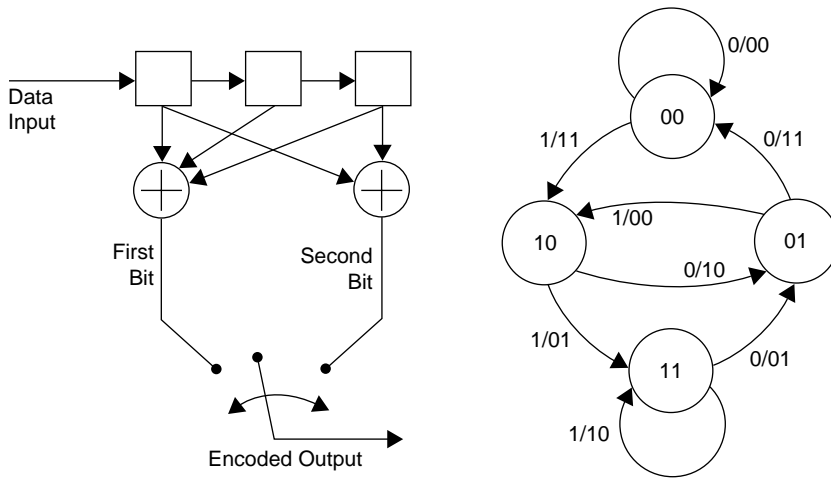 Data
Input
First
Bit
Second
Bit
Encoded Output
0/00
00
1/11
0/11
1/00
10
01
0/10
1/01
0/01
11
1/10